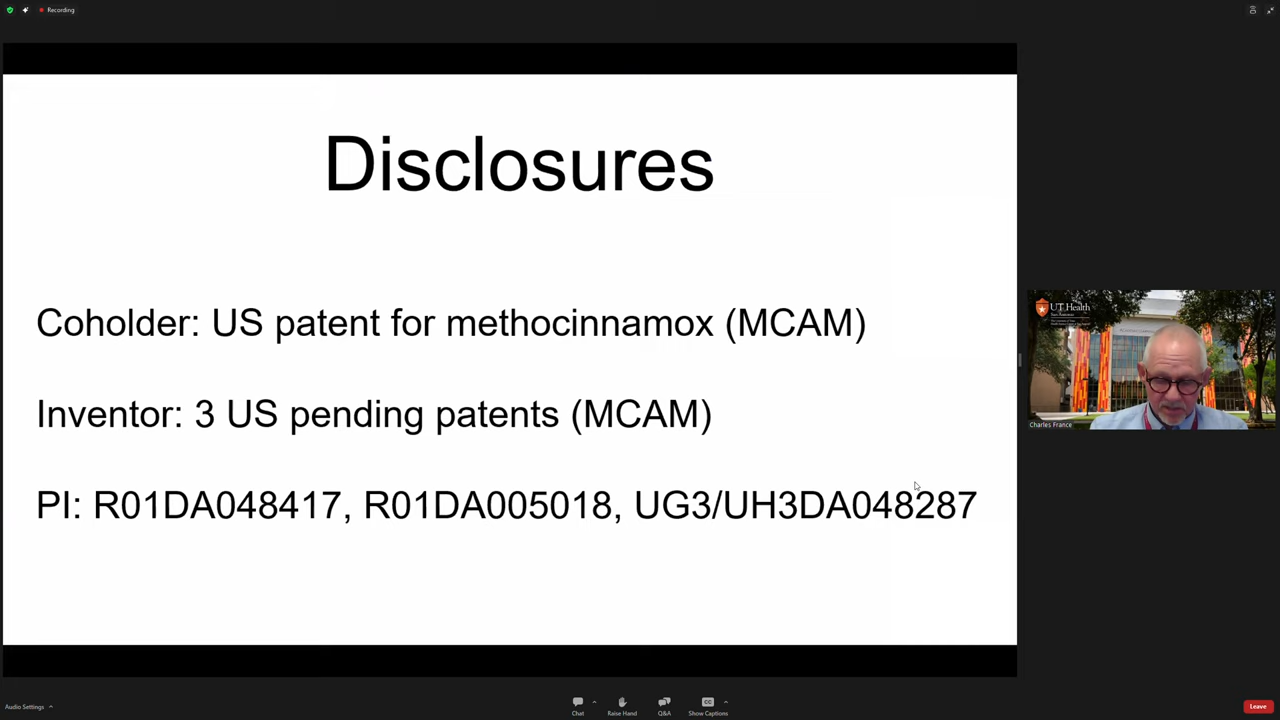 Recording
Disclosures
Coholder: US patent for methocinnamox (MCAM)
Inventor: 3 US pending patents (MCAM)
PI: R01DA048417, R01DA005018, UG3/UH3DA048287
UT Health
San Antonio
Charles France
Audio Settings
Chat
Raise Hand
Q&A
CC
Show Captions
Leave